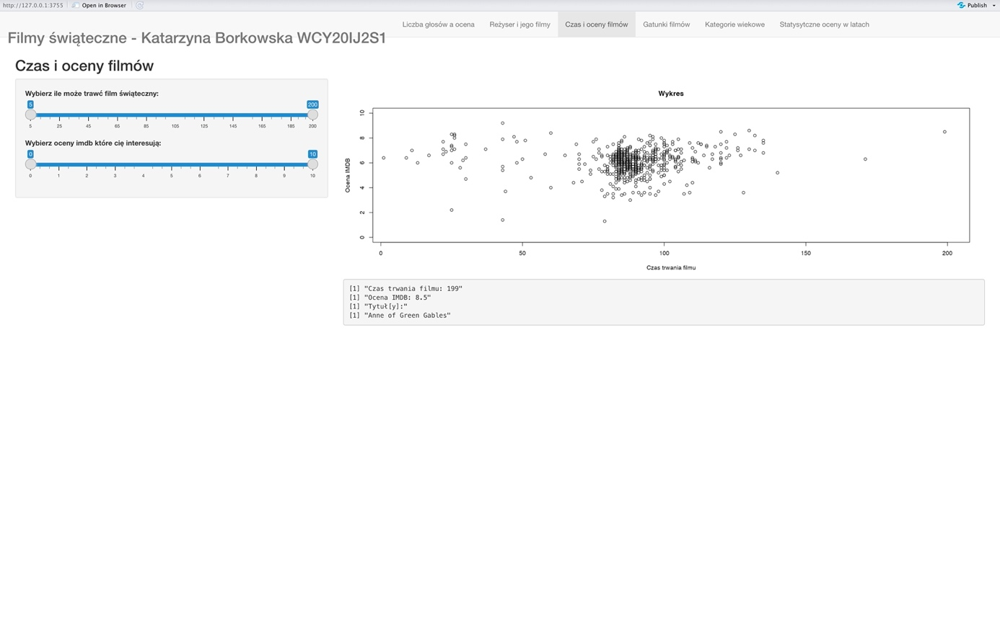 http://127.0.0.1:3755 Open in Browser Publish
Liczba głosów a ocena Reżyser i jego filmy Czas i oceny filmów Gatunki filmów Kategorie wiekowe Statysytczne oceny w latach
Filmy świąteczne - Katarzyna Borkowska WCY20IJ2S1
Czas i oceny filmów
Wybierz ile może trawć film świąteczny:
5 200
5 25 45 65 85 105 125 145 165 185 200
Wybierz oceny imdb które cię interesują:
0 10
0 1 2 3 4 5 6 7 8 9 10
Wykres
Ocena IMDB
10
8
6
4
2
0
0 50 100 150 200
Czas trwania filmu
[1] "Czas trwania filmu: 199"
[1] "Ocena IMDB: 8.5"
[1] "Tytuł[y]:"
[1] "Anne of Green Gables"